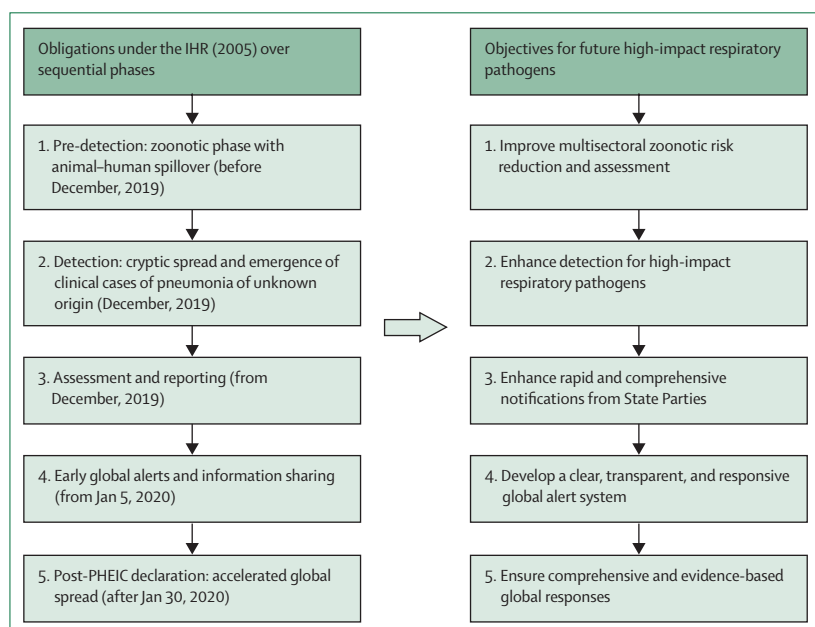 Obligations under the IHR (2005) over
sequential phases
1. Pre-detection: zoonotic phase with
animal–human spillover (before
December, 2019)
2. Detection: cryptic spread and emergence of
clinical cases of pneumonia of unknown
origin (December, 2019)
3. Assessment and reporting (from
December, 2019)
4. Early global alerts and information sharing
(from Jan 5, 2020)
5. Post-PHEIC declaration: accelerated global
spread (after Jan 30, 2020)
Objectives for future high-impact respiratory
pathogens
1. Improve multisectoral zoonotic risk
reduction and assessment
2. Enhance detection for high-impact
respiratory pathogens
3. Enhance rapid and comprehensive
notifications from State Parties
4. Develop a clear, transparent, and responsive
global alert system
5. Ensure comprehensive and evidence-based
global responses